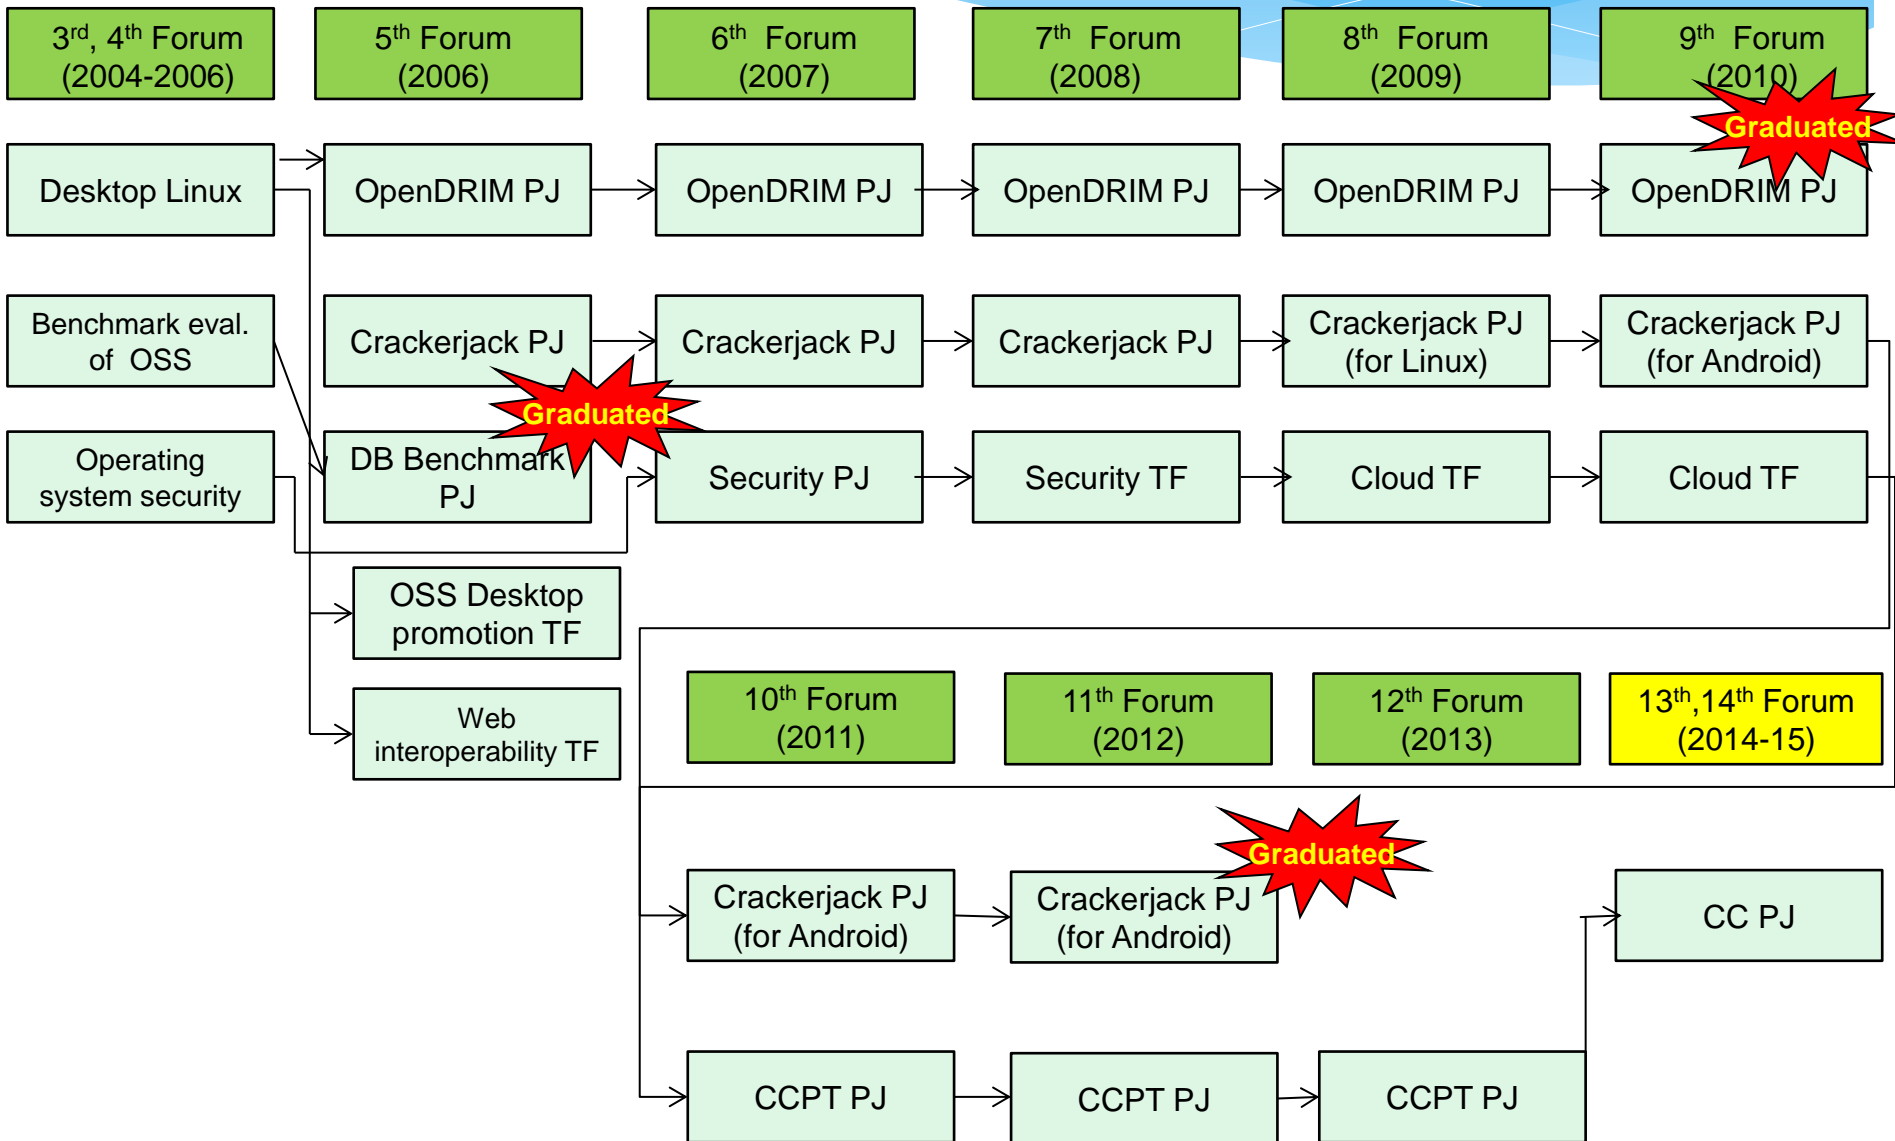 3rd, 4th Forum
(2004-2006)
5th Forum
(2006)
6th Forum
(2007)
7th Forum
(2008)
8th Forum
(2009)
9th Forum
(2010)
Graduated
Desktop Linux
OpenDRIM PJ
OpenDRIM PJ
OpenDRIM PJ
OpenDRIM PJ
OpenDRIM PJ
Benchmark eval.
of OSS
Crackerjack PJ
Crackerjack PJ
Crackerjack PJ
Crackerjack PJ
(for Linux)
Crackerjack PJ
(for Android)
Graduated
Operating
system security
DB Benchmark
PJ
Security PJ
Security TF
Cloud TF
Cloud TF
OSS Desktop
promotion TF
Web
interoperability TF
10th Forum
(2011)
11th Forum
(2012)
12th Forum
(2013)
13th,14th Forum
(2014-15)
Graduated
Crackerjack PJ
(for Android)
Crackerjack PJ
(for Android)
CC PJ
CCPT PJ
CCPT PJ
CCPT PJ